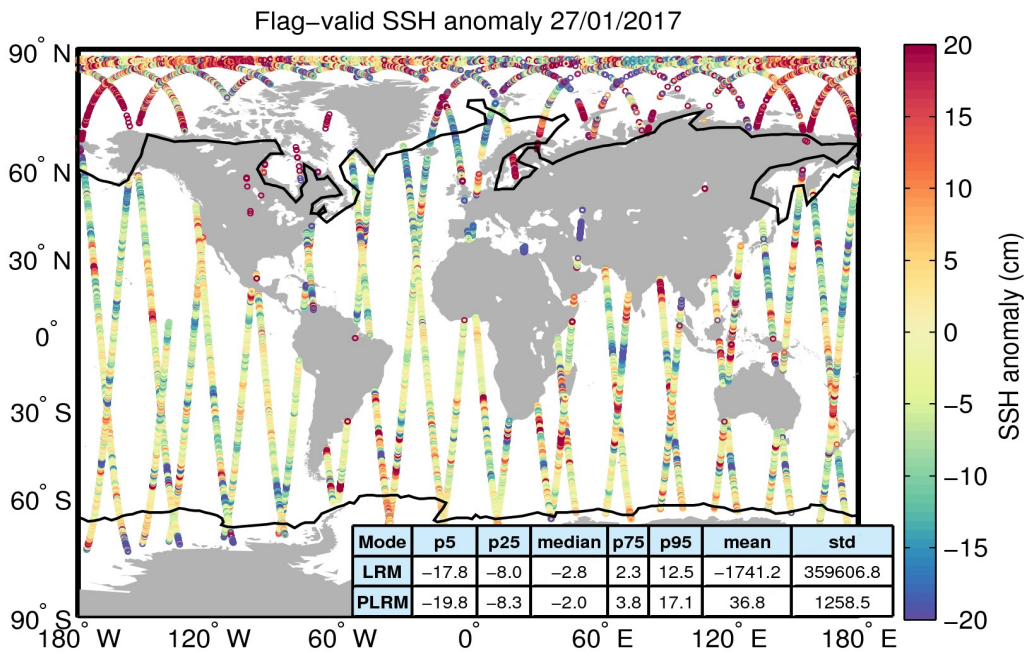 Flag−valid SSH anomaly 27/01/2017
90° N
60° N
30° N
0°
30° S
60° S
90° S
180° W 120° W 60° W 0° 60° E 120° E 180° E
20
15
10
5
0
−5
−10
−15
−20
SSH anomaly (cm)
Mode p5 p25 median p75 p95 mean std
LRM −17.8 −8.0 −2.8 2.3 12.5 −1741.2 359606.8
PLRM −19.8 −8.3 −2.0 3.8 17.1 36.8 1258.5